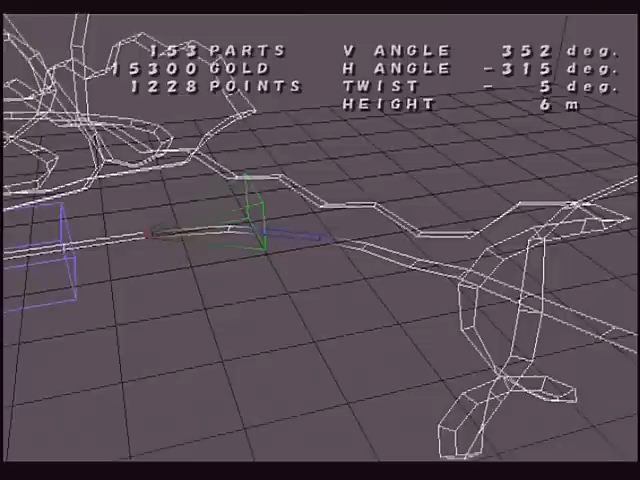 153 PARTS
15300 GOLD
1228 POINTS
V ANGLE 352 deg.
H ANGLE -315 deg.
TWIST - 5 deg.
HEIGHT 6 m